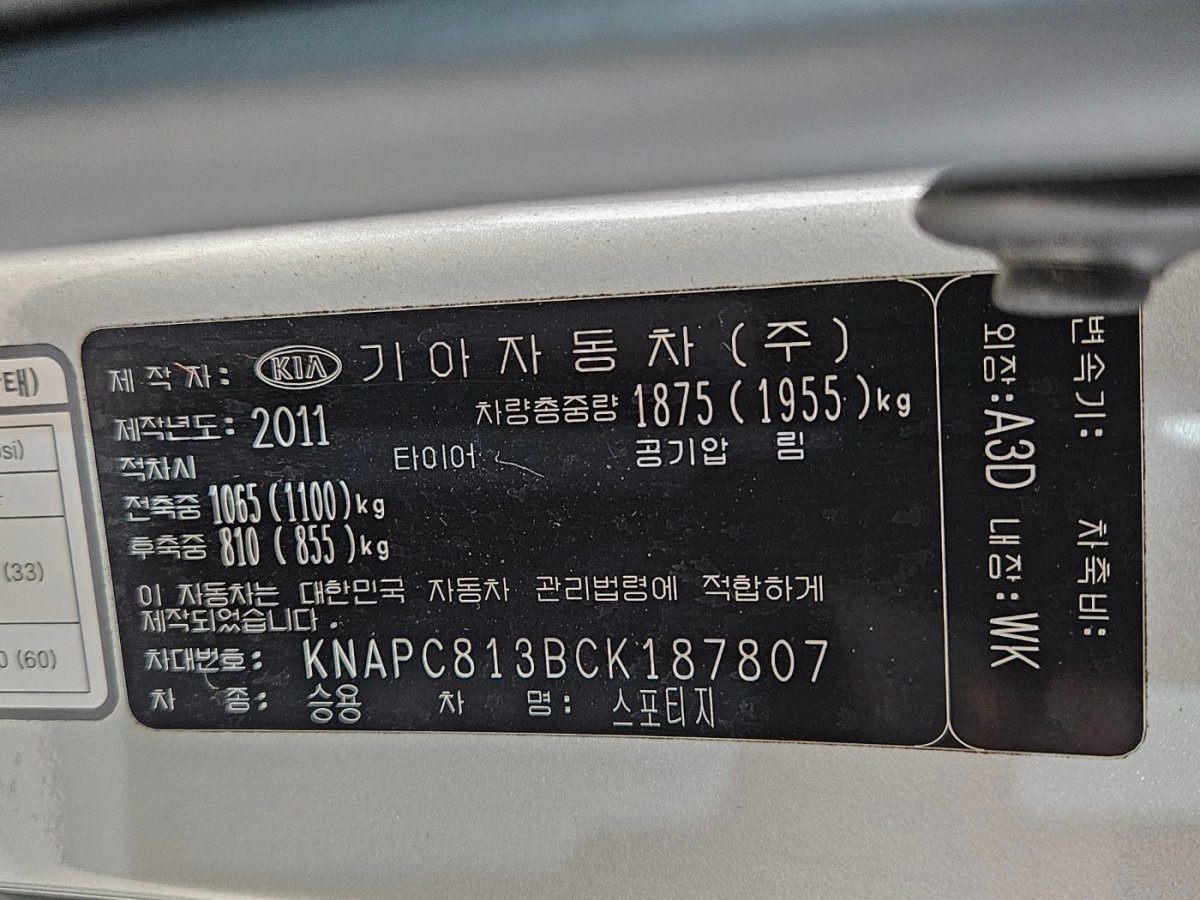 태)
si)
(33)
0 (60)
제 작 자: KIA 기 아 자 동 차 ( 주 )
제작년도: 2011 차량총중량 1875 ( 1955 )kg
적차시 타이어 공기압 림
전축중 1065 (1100)kg
후축중 810 ( 855 )kg
이 자동차는 대한민국 자동차 관리법령에 적합하게
제작되었습니다.
차대번호: KNAPC813BCK187807
차 종: 승용 차 명: 스포티지
변속기: 차축비:
외장:A3D 내장:WK